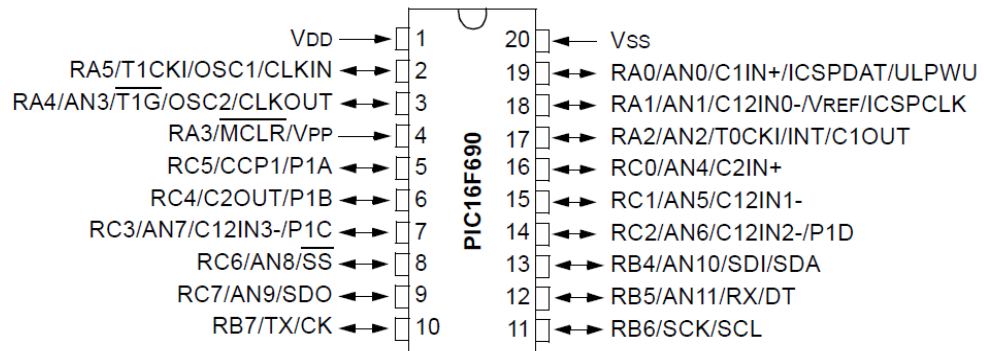 VDD 1 20 VSS
RA5/T1CKI/OSC1/CLKIN 2 19 RA0/AN0/C1IN+/ICSPDAT/ULPWU
RA4/AN3/T1G/OSC2/CLKOUT 3 18 RA1/AN1/C12IN0-/VREF/ICSPCLK
RA3/MCLR/VPP 4 17 RA2/AN2/T0CKI/INT/C1OUT
RC5/CCP1/P1A 5 16 RC0/AN4/C2IN+
RC4/C2OUT/P1B 6 15 RC1/AN5/C12IN1-
RC3/AN7/C12IN3-/P1C 7 14 RC2/AN6/C12IN2-/P1D
RC6/AN8/SS 8 13 RB4/AN10/SDI/SDA
RC7/AN9/SDO 9 12 RB5/AN11/RX/DT
RB7/TX/CK 10 11 RB6/SCK/SCL
PIC16F690